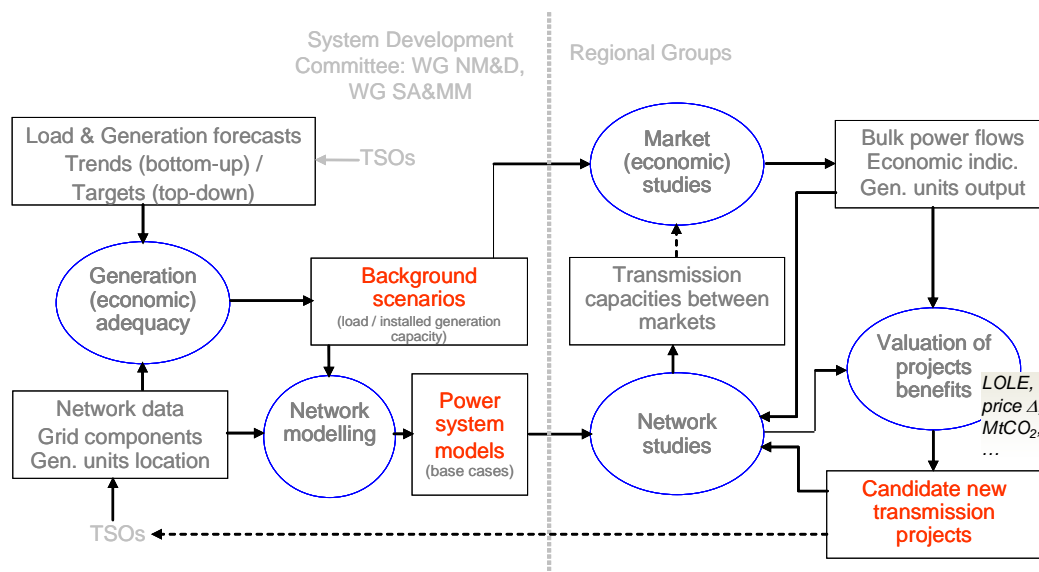 System Development
Committee: WG NM&D,
WG SA&MM
Regional Groups
Load & Generation forecasts
Trends (bottom-up) /
Targets (top-down)
TSOs
Market
(economic)
studies
Bulk power flows
Economic indic.
Gen. units output
Generation
(economic)
adequacy
Background
scenarios
(load / installed generation
capacity)
Transmission
capacities between
markets
Valuation of
projects
benefits
LOLE,
price Δ,
MtCO₂,
...
Network data
Grid components
Gen. units location
Network
modelling
Power
system
models
(base cases)
Network
studies
Candidate new
transmission
projects
TSOs